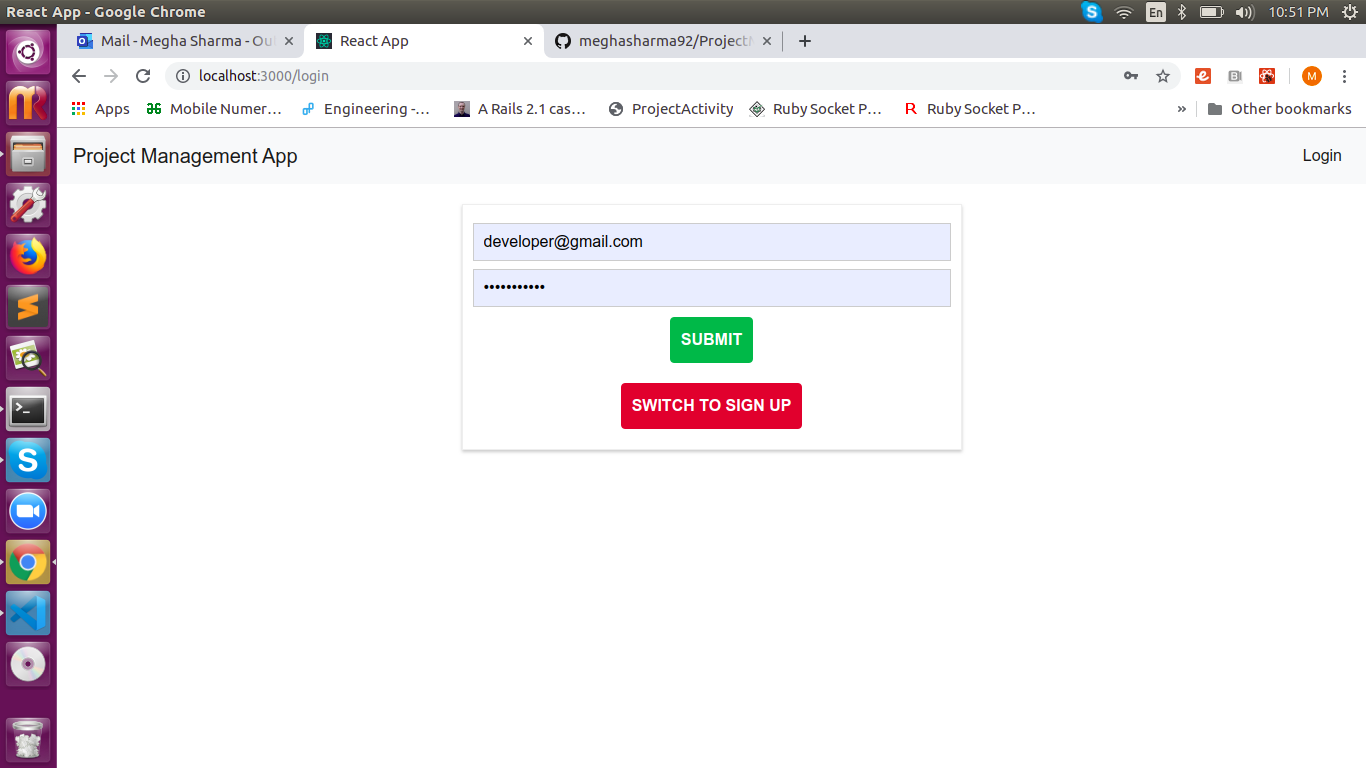 React App - Google Chrome
En
10:51 PM
Mail - Megha Sharma - Ou
React App
meghasharma92/Project
localhost:3000/login
M
Apps
Mobile Numer…
Engineering -…
A Rails 2.1 cas…
ProjectActivity
Ruby Socket P…
R
Ruby Socket P…
»
Other bookmarks
Project Management App
Login
developer@gmail.com
•••••••••••
SUBMIT
SWITCH TO SIGN UP